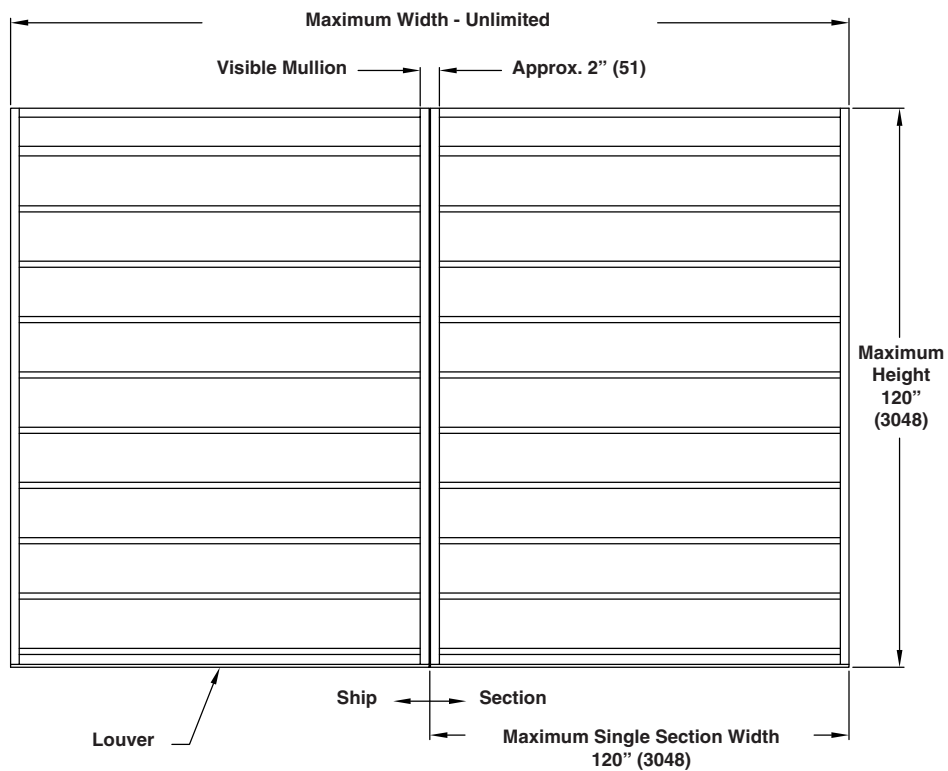 Maximum Width - Unlimited
Visible Mullion
Approx. 2” (51)
Maximum
Height
120”
(3048)
Ship
Section
Louver
Maximum Single Section Width
120” (3048)